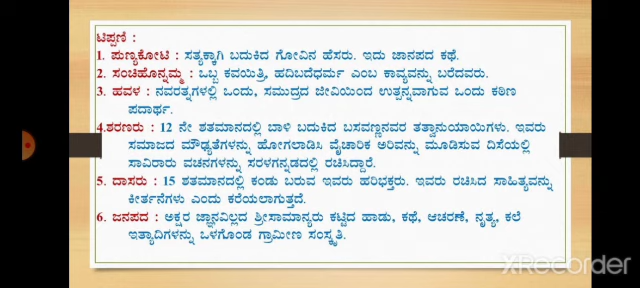 ಟಿಪ್ಪಣಿ :
1. ಪುಣ್ಯಕೋಟಿ : ಸತ್ಯಕ್ಕಾಗಿ ಬದುಕಿದ ಗೋವಿನ ಹೆಸರು. ಇದು ಜಾನಪದ ಕಥೆ.
2. ಸಂಚಿಹೊನ್ನಮ್ಮ : ಒಬ್ಬ ಕವಯಿತ್ರಿ, ಹದಿಬದೆಧರ್ಮ ಎಂಬ ಕಾವ್ಯವನ್ನು ಬರೆದವರು.
3. ಹವಳ : ನವರತ್ನಗಳಲ್ಲಿ ಒಂದು, ಸಮುದ್ರದ ಜೀವಿಯಿಂದ ಉತ್ಪನ್ನವಾಗುವ ಒಂದು ಕಠಿಣ
ಪದಾರ್ಥ.
4.ಶರಣರು : 12 ನೇ ಶತಮಾನದಲ್ಲಿ ಬಾಳಿ ಬದುಕಿದ ಬಸವಣ್ಣನವರ ತತ್ವಾನುಯಾಯಿಗಳು. ಇವರು
ಸಮಾಜದ ಮೌಢ್ಯತೆಗಳನ್ನು ಹೋಗಲಾಡಿಸಿ ವೈಚಾರಿಕ ಅರಿವನ್ನು ಮೂಡಿಸುವ ದಿಸೆಯಲ್ಲಿ
ಸಾವಿರಾರು ವಚನಗಳನ್ನು ಸರಳಗನ್ನಡದಲ್ಲಿ ರಚಿಸಿದ್ದಾರೆ.
5. ದಾಸರು : 15 ಶತಮಾನದಲ್ಲಿ ಕಂಡು ಬರುವ ಇವರು ಹರಿಭಕ್ತರು. ಇವರು ರಚಿಸಿದ ಸಾಹಿತ್ಯವನ್ನು
ಕೀರ್ತನೆಗಳು ಎಂದು ಕರೆಯಲಾಗುತ್ತದೆ.
6. ಜನಪದ : ಅಕ್ಷರ ಜ್ಞಾನವಿಲ್ಲದ ಶ್ರೀಸಾಮಾನ್ಯರು ಕಟ್ಟಿದ ಹಾಡು, ಕಥೆ, ಆಚರಣೆ, ನೃತ್ಯ, ಕಲೆ
ಇತ್ಯಾದಿಗಳನ್ನು ಒಳಗೊಂಡ ಗ್ರಾಮೀಣ ಸಂಸ್ಕೃತಿ.
XRecorder